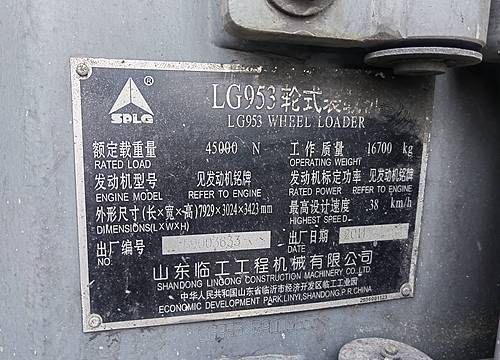 ®
SDLG
LG953 轮式装载机
LG953 WHEEL LOADER
额定载重量 45000 N 工作质量 16700 kg
RATED LOAD OPERATING WEIGHT
发动机型号 见发动机铭牌 发动机标定功率 见发动机铭牌
ENGINE MODEL REFER TO ENGINE RATED POWER REFER TO ENGINE
外形尺寸(长×宽×高) 7929×3024×3423 mm 最高设计速度 38 km/h
DIMENSIONS(LXWXH) HIGHEST SPEED
出厂编号 出厂日期 2011
NO. DATE
山东临工工程机械有限公司
SHANDONG LINGONG CONSTRUCTION MACHINERY CO.,LTD.
中华人民共和国山东省临沂市经济开发区临工工业园
ECONOMIC DEVELOPMENT PARK,LINYI,SHANDONG,P.R.CHINA